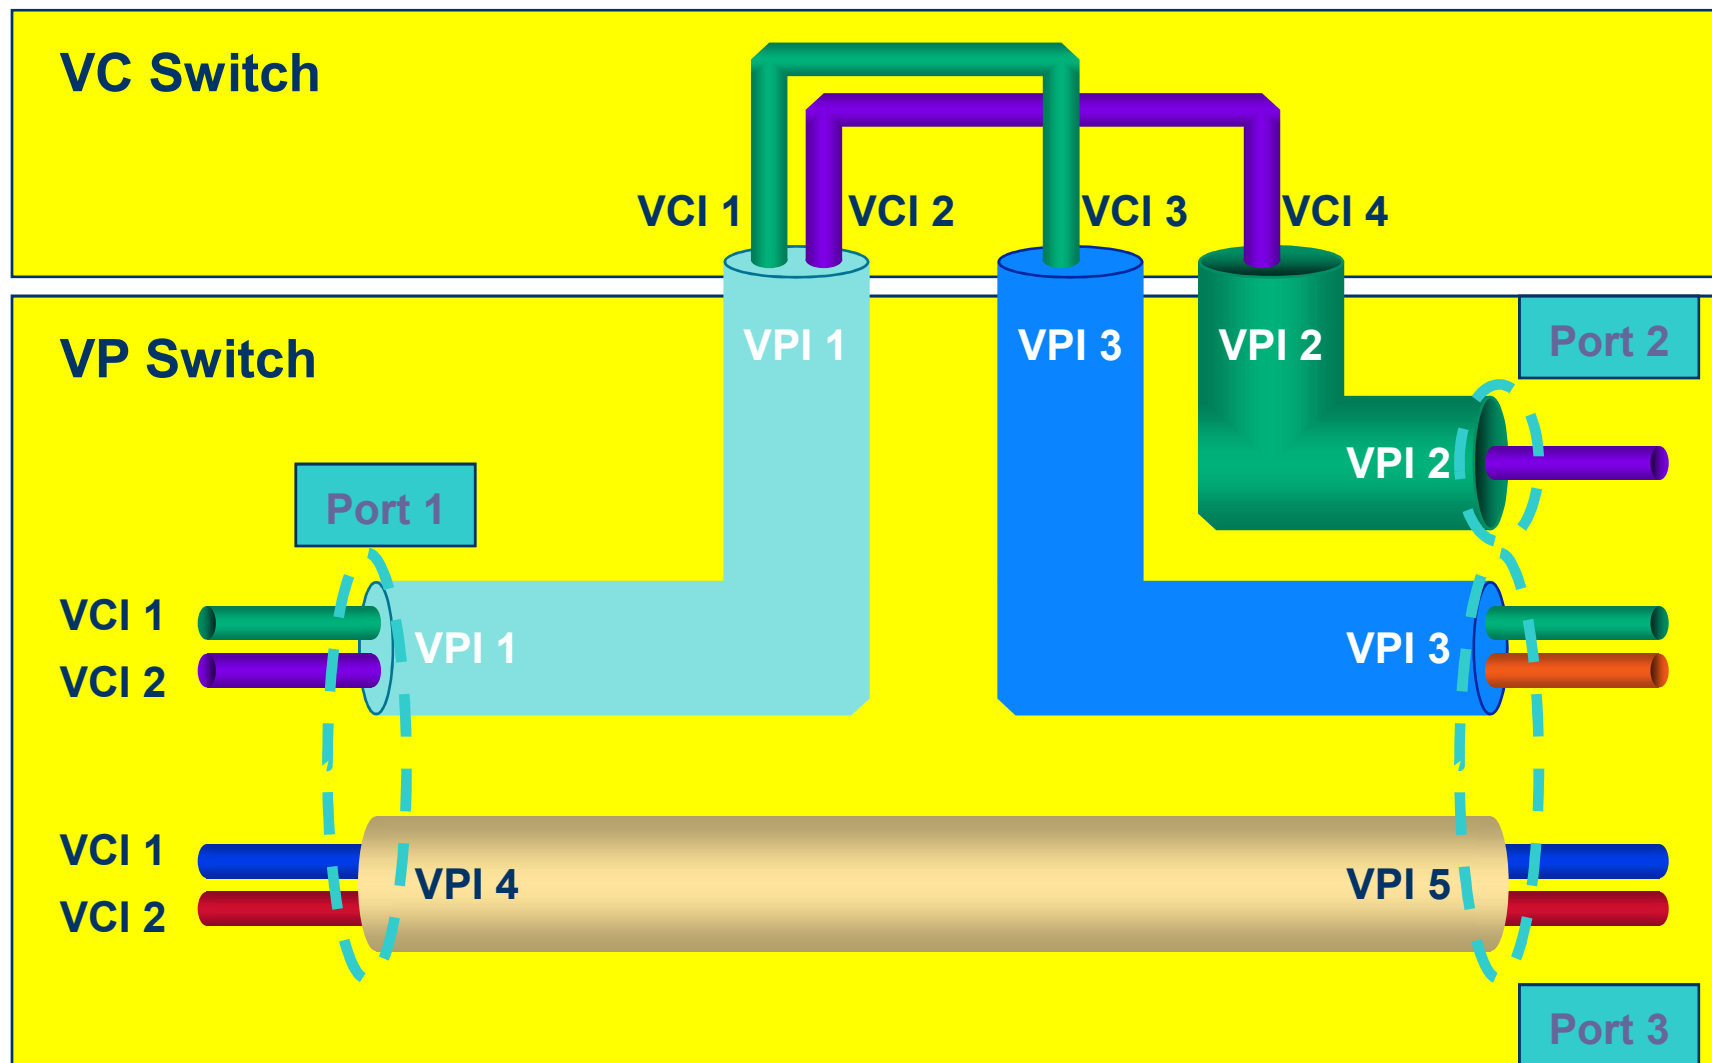 VC Switch
VCI 1
VCI 2
VCI 3
VCI 4
VP Switch
VPI 1
VPI 3
VPI 2
Port 2
VPI 2
Port 1
VCI 1
VCI 2
VPI 1
VPI 3
VCI 1
VCI 2
VPI 4
VPI 5
Port 3